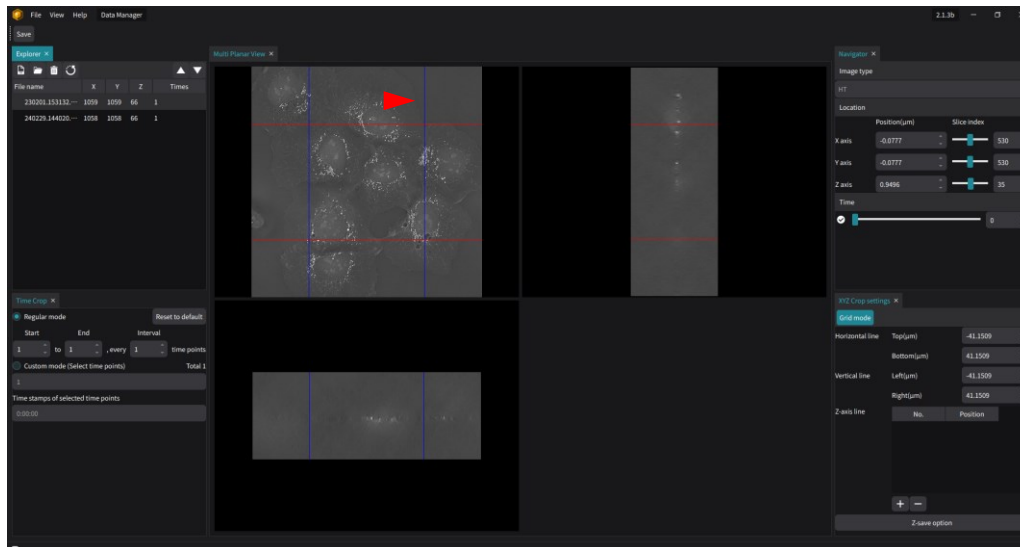 File View Help Data Manager 2.1.3b
Save
Explorer
File name X Y Z Times
230201.153132.··· 1059 1059 66 1
240229.144020.··· 1058 1058 66 1
Multi Planar View
Navigator
Image type
HT
Location
Position(μm) Slice index
X axis -0.0777 530
Y axis -0.0777 530
Z axis 0.9496 35
Time
0
Time Crop
Regular mode Reset to default
Start End Interval
1 to 1 , every 1 time points
Custom mode (Select time points) Total 1
1
Time stamps of selected time points
0:00:00
XYZ Crop settings
Grid mode
Horizontal line Top(μm) -41.1509
Bottom(μm) 41.1509
Vertical line Left(μm) -41.1509
Right(μm) 41.1509
Z-axis line No. Position
Z-save option